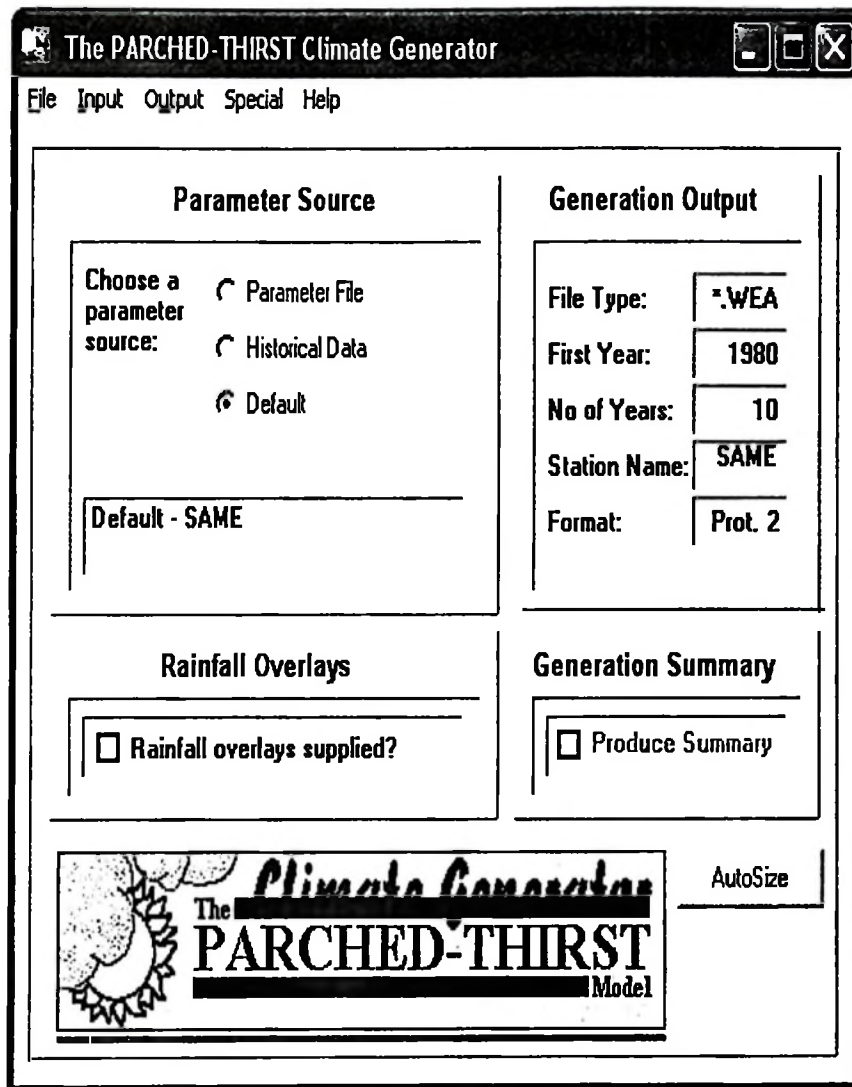 The PARCHED-THIRST Climate Generator
File Input Output Special Help
Parameter Source
Choose a parameter source:
Parameter File
Historical Data
Default
Default - SAME
Generation Output
File Type: *.WEA
First Year: 1980
No of Years: 10
Station Name: SAME
Format: Prot. 2
Rainfall Overlays
Rainfall overlays supplied?
Generation Summary
Produce Summary
Climate Generator
The
PARCHED-THIRST
Model
AutoSize